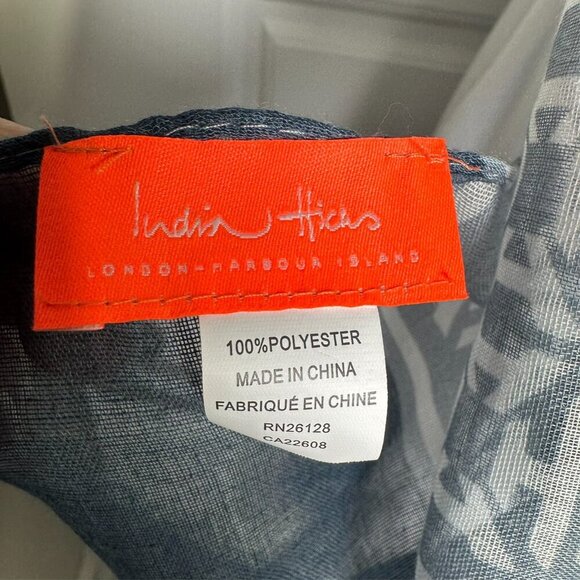 India Hicks
LONDON-HARBOUR ISLAND
100%POLYESTER
MADE IN CHINA
FABRIQUÉ EN CHINE
RN26128
CA22608